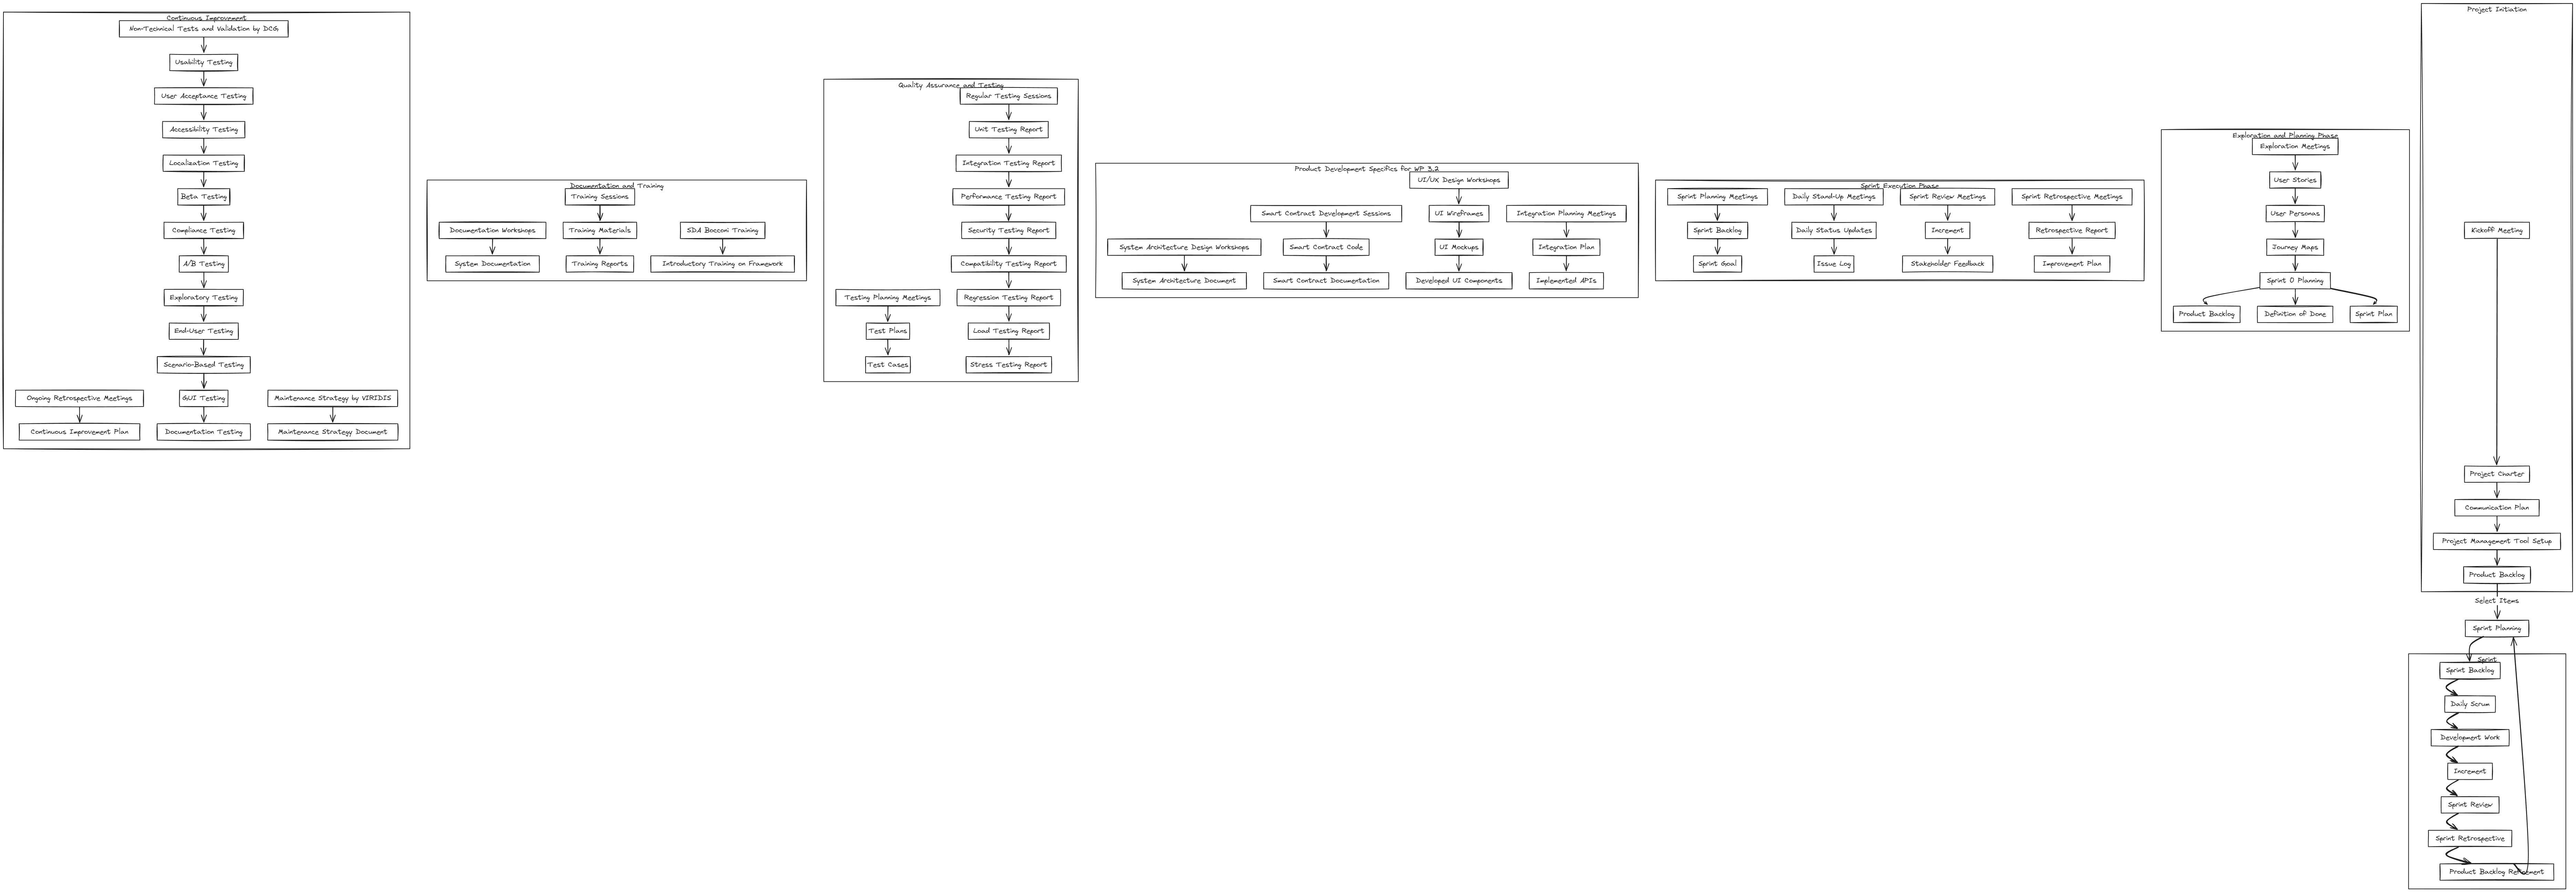 Continuous Improvement
Non-Technical Tests and Validation by DCG
Usability Testing
User Acceptance Testing
Accessibility Testing
Localization Testing
Beta Testing
Compliance Testing
A/B Testing
Exploratory Testing
End-User Testing
Scenario-Based Testing
Ongoing Retrospective Meetings
GUI Testing
Maintenance Strategy by VIRIDIS
Continuous Improvement Plan
Documentation Testing
Maintenance Strategy Document
Documentation and Training
Training Sessions
Documentation Workshops
Training Materials
SDA Bocconi Training
System Documentation
Training Reports
Introductory Training on Framework
Quality Assurance and Testing
Regular Testing Sessions
Unit Testing Report
Integration Testing Report
Performance Testing Report
Security Testing Report
Compatibility Testing Report
Testing Planning Meetings
Regression Testing Report
Test Plans
Load Testing Report
Test Cases
Stress Testing Report
Product Development Specifics for WP 3.2
UI/UX Design Workshops
Smart Contract Development Sessions
UI Wireframes
Integration Planning Meetings
System Architecture Design Workshops
Smart Contract Code
UI Mockups
Integration Plan
System Architecture Document
Smart Contract Documentation
Developed UI Components
Implemented APIs
Sprint Execution Phase
Sprint Planning Meetings
Daily Stand-Up Meetings
Sprint Review Meetings
Sprint Retrospective Meetings
Sprint Backlog
Daily Status Updates
Increment
Retrospective Report
Sprint Goal
Issue Log
Stakeholder Feedback
Improvement Plan
Exploration and Planning Phase
Exploration Meetings
User Stories
User Personas
Journey Maps
Sprint 0 Planning
Product Backlog
Definition of Done
Sprint Plan
Project Initiation
Kickoff Meeting
Project Charter
Communication Plan
Project Management Tool Setup
Product Backlog
Select Items
Sprint Planning
Sprint
Sprint Backlog
Daily Scrum
Development Work
Increment
Sprint Review
Sprint Retrospective
Product Backlog Refinement